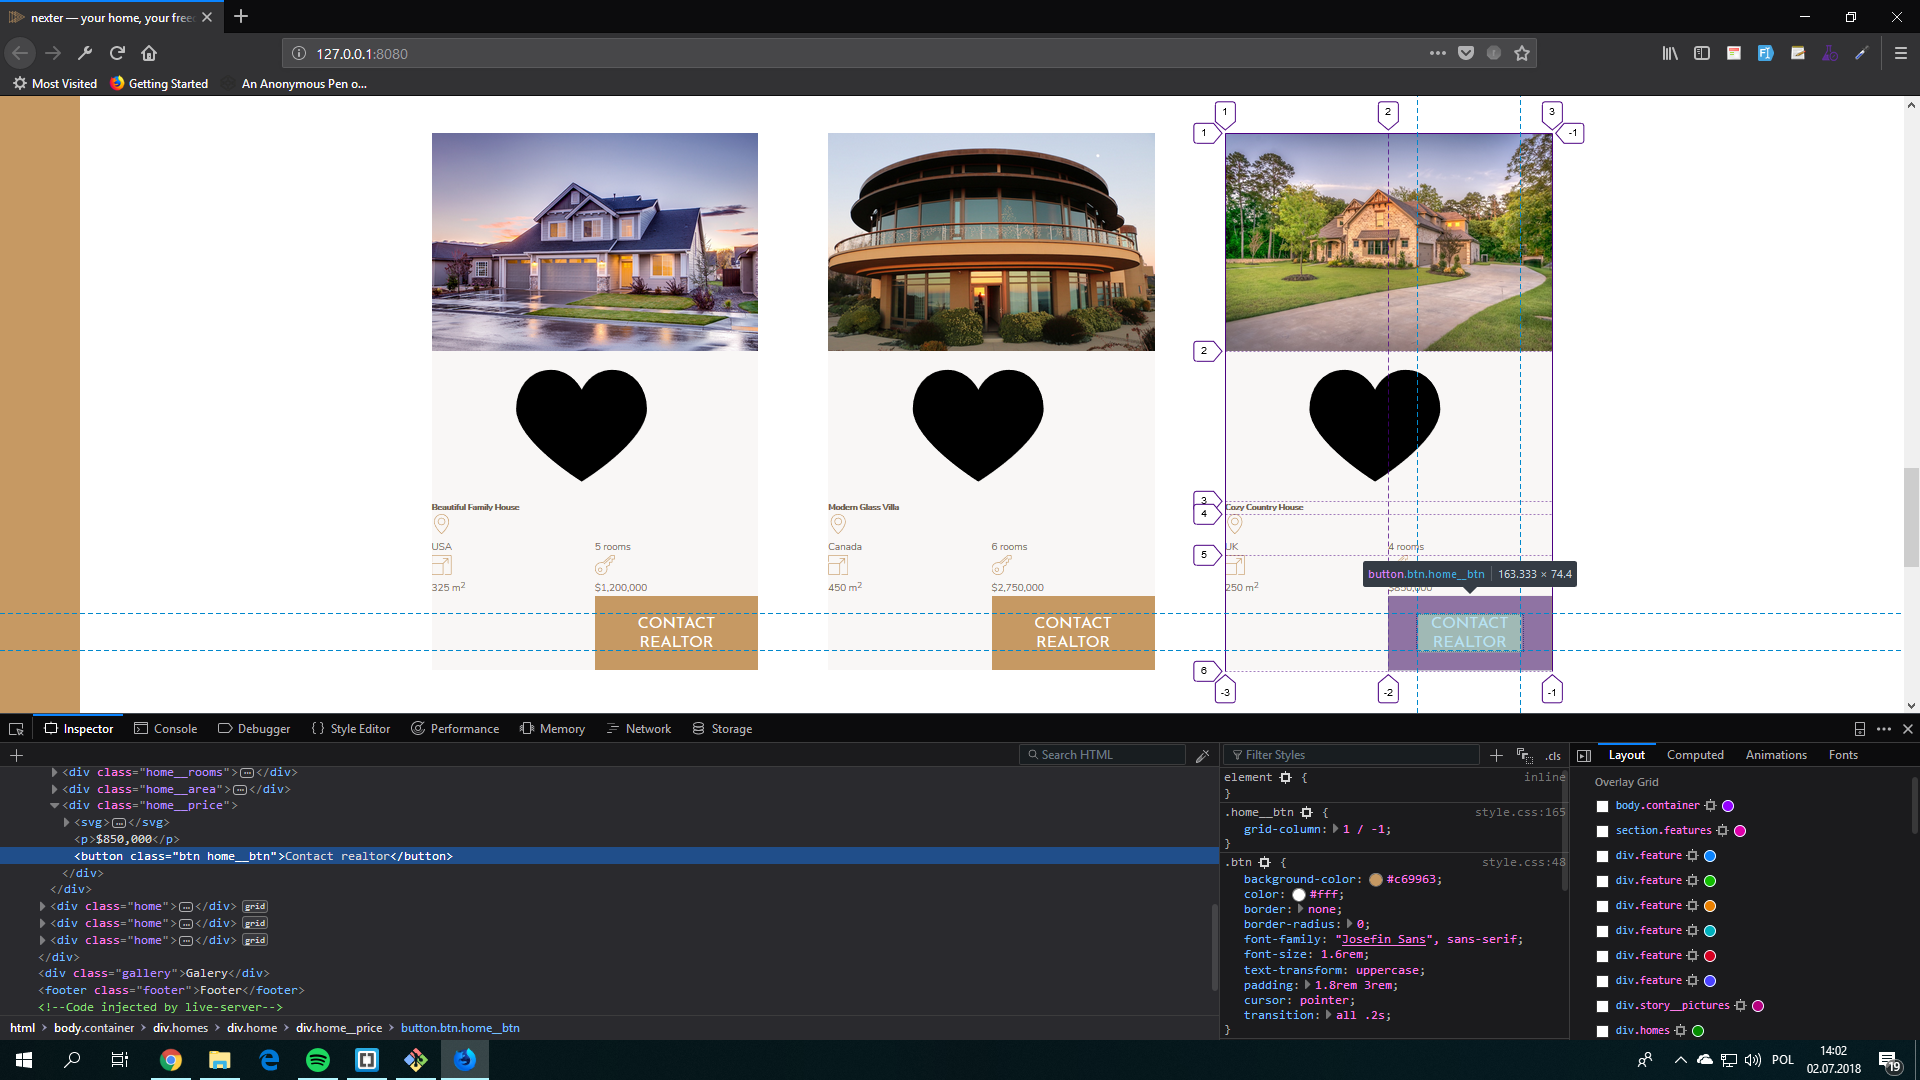 nexter — your home, your free
127.0.0.1:8080
Most Visited
Getting Started
An Anonymous Pen o...
1 2 3
1 -1
2
3
4
5
6
-3 -2 -1
Beautiful Family House
USA 5 rooms
325 m²
$1,200,000
CONTACT
REALTOR
Modern Glass Villa
Canada 6 rooms
450 m²
$2,750,000
CONTACT
REALTOR
Cozy Country House
UK 4 rooms
250 m²
$850,000
button.btn.home__btn 163.333 × 74.4
CONTACT
REALTOR
Inspector Console Debugger {} Style Editor Performance Memory Network Storage
Search HTML
<div class="home__rooms"></div>
<div class="home__area"></div>
<div class="home__price">
<svg></svg>
<p>$850,000</p>
<button class="btn home__btn">Contact realtor</button>
</div>
</div>
<div class="home"></div> grid
<div class="home"></div> grid
<div class="home"></div> grid
</div>
<div class="gallery">Galery</div>
<footer class="footer">Footer</footer>
<!--Code injected by live-server-->
html body.container div.homes div.home div.home__price button.btn.home__btn
Filter Styles .cls
element { inline
}
.home__btn { style.css:165
grid-column: 1 / -1;
}
.btn { style.css:48
background-color: #c69963;
color: #fff;
border: none;
border-radius: 0;
font-family: "Josefin Sans", sans-serif;
font-size: 1.6rem;
text-transform: uppercase;
padding: 1.8rem 3rem;
cursor: pointer;
transition: all .2s;
}
Layout Computed Animations Fonts
Overlay Grid
body.container
section.features
div.feature
div.feature
div.feature
div.feature
div.feature
div.feature
div.story__pictures
div.homes
POL
14:02
02.07.2018
19